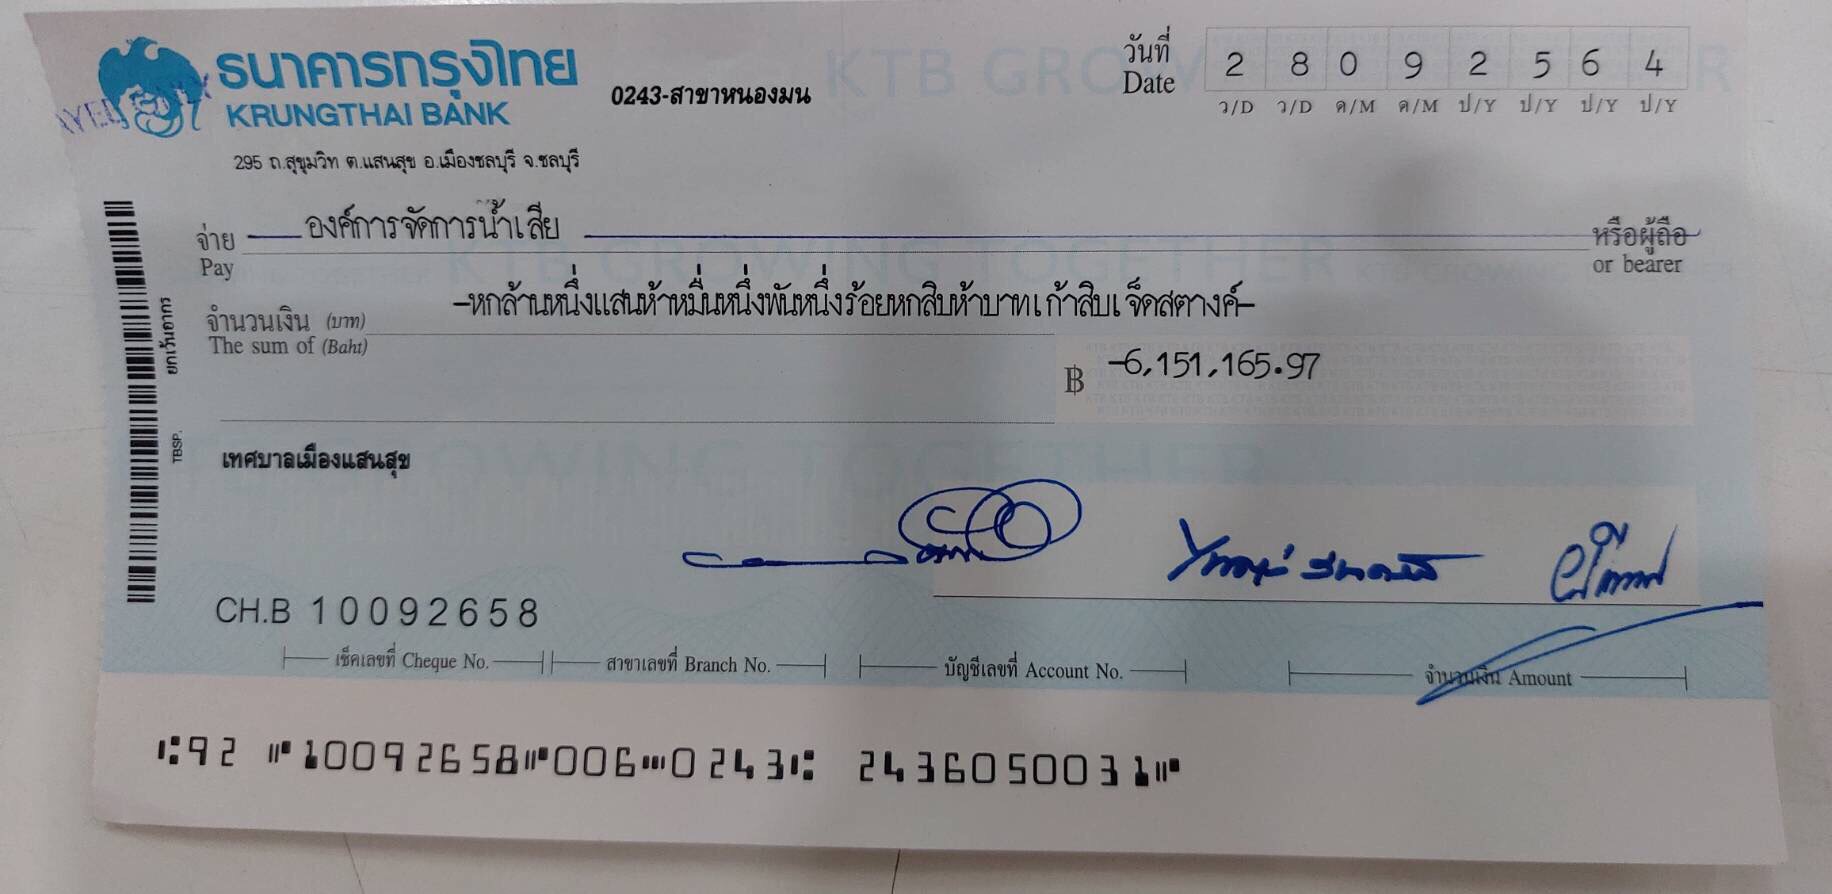 ธนาคารกรุงไทย
KRUNGTHAI BANK
0243-สาขาหนองมน
295 ถ.สุขุมวิท ต.แสนสุข อ.เมืองชลบุรี จ.ชลบุรี
วันที่ 2 8 0 9 2 5 6 4
Date ว/D ว/D ด/M ด/M ป/Y ป/Y ป/Y ป/Y
จ่าย องค์การจัดการน้ำเสีย หรือผู้ถือ
Pay or bearer
จำนวนเงิน (บาท) -หกล้านหนึ่งแสนห้าหมื่นหนึ่งพันหนึ่งร้อยหกสิบห้าบาทเก้าสิบเจ็ดสตางค์-
The sum of (Baht)
฿ -6,151,165.97
ยกเว้นอากร
TBSP.
เทศบาลเมืองแสนสุข
CH.B 10092658
เช็คเลขที่ Cheque No. สาขาเลขที่ Branch No. บัญชีเลขที่ Account No. จำนวนเงิน Amount
⑆92 ⑈10092658⑈006⑉0243⑆ 2436050031⑈